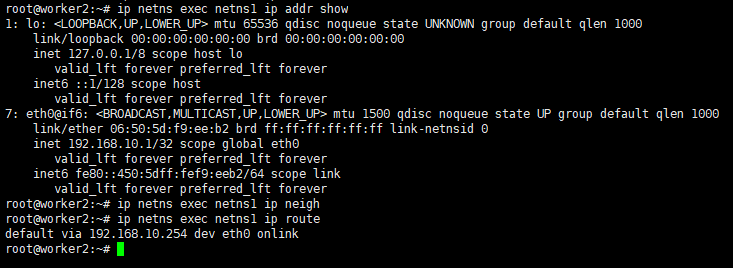 root@worker2:~# ip netns exec netns1 ip addr show
1: lo: <LOOPBACK,UP,LOWER_UP> mtu 65536 qdisc noqueue state UNKNOWN group default qlen 1000
    link/loopback 00:00:00:00:00:00 brd 00:00:00:00:00:00
    inet 127.0.0.1/8 scope host lo
       valid_lft forever preferred_lft forever
    inet6 ::1/128 scope host
       valid_lft forever preferred_lft forever
7: eth0@if6: <BROADCAST,MULTICAST,UP,LOWER_UP> mtu 1500 qdisc noqueue state UP group default qlen 1000
    link/ether 06:50:5d:f9:ee:b2 brd ff:ff:ff:ff:ff:ff link-netnsid 0
    inet 192.168.10.1/32 scope global eth0
       valid_lft forever preferred_lft forever
    inet6 fe80::450:5dff:fef9:eeb2/64 scope link
       valid_lft forever preferred_lft forever
root@worker2:~# ip netns exec netns1 ip neigh
root@worker2:~# ip netns exec netns1 ip route
default via 192.168.10.254 dev eth0 onlink
root@worker2:~#